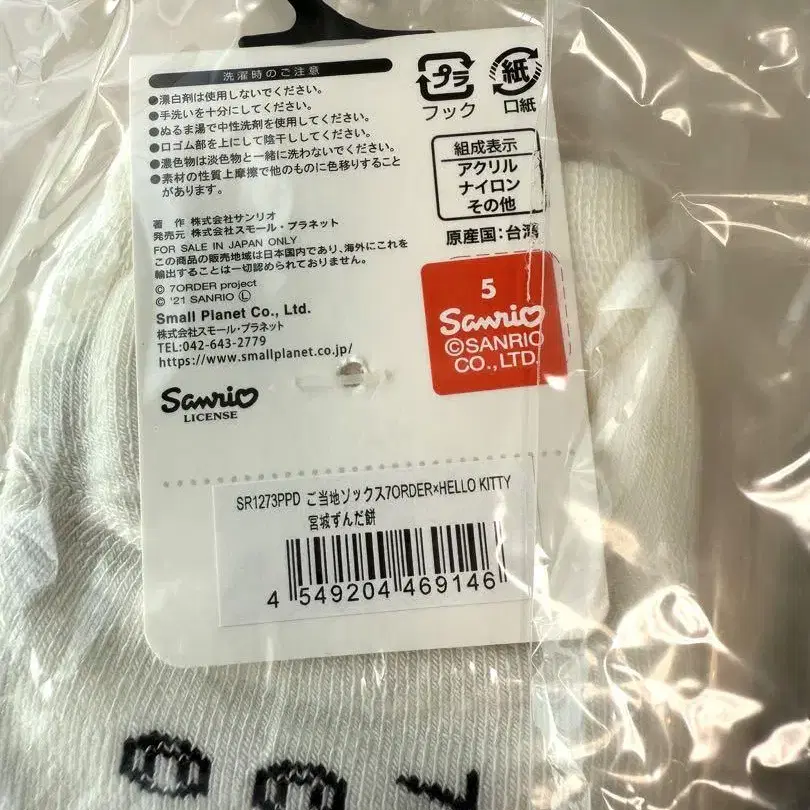 洗濯時のご注意
●漂白剤は使用しないでください。
●手洗いを十分にしてください。
●ぬるま湯で中性洗剤を使用してください。
●口ゴム部を上にして陰干ししてください。
●濃色物は淡色物と一緒に洗わないでください。
●素材の性質上摩擦で他のものに色移りすること
があります。
著 作 株式会社サンリオ
発売元 株式会社スモール・プラネット
FOR SALE IN JAPAN ONLY
この商品の販売地域は日本国内であり、海外にこれを
輸出することは一切認められておりません。
© 7ORDER project
© '21 SANRIO Ⓛ
Small Planet Co., Ltd.
株式会社スモール・プラネット
TEL:042-643-2779
https://www.smallplanet.co.jp/
Sanrio
LICENSE
プラ
フック
紙
口紙
組成表示
アクリル
ナイロン
その他
原産国:台湾
5
Sanrio
©SANRIO
CO.,LTD.
SR1273PPD ご当地ソックス7ORDER×HELLO KITTY
宮城ずんだ餅
4 549204 469146